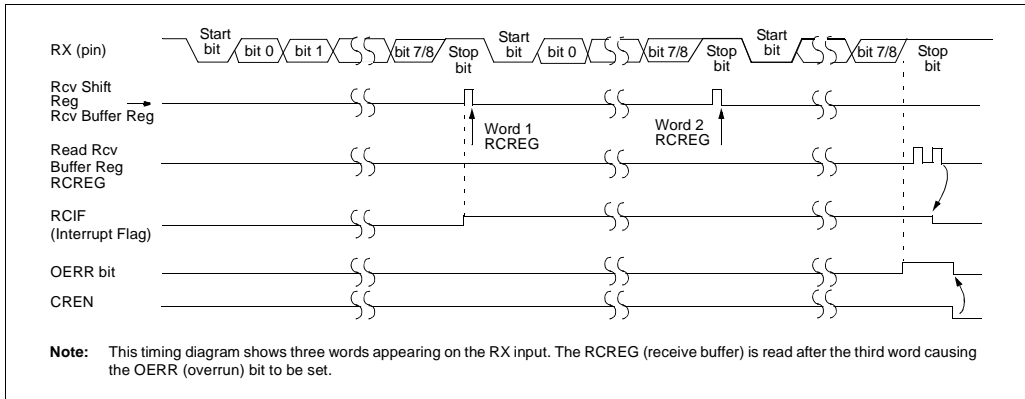 RX (pin) Start bit bit 0 bit 1 bit 7/8 Stop bit Start bit bit 0 bit 7/8 Stop bit Start bit bit 7/8 Stop bit
Rcv Shift
Reg
Rcv Buffer Reg
Word 1
RCREG
Word 2
RCREG
Read Rcv
Buffer Reg
RCREG
RCIF
(Interrupt Flag)
OERR bit
CREN
Note: This timing diagram shows three words appearing on the RX input. The RCREG (receive buffer) is read after the third word causing
the OERR (overrun) bit to be set.